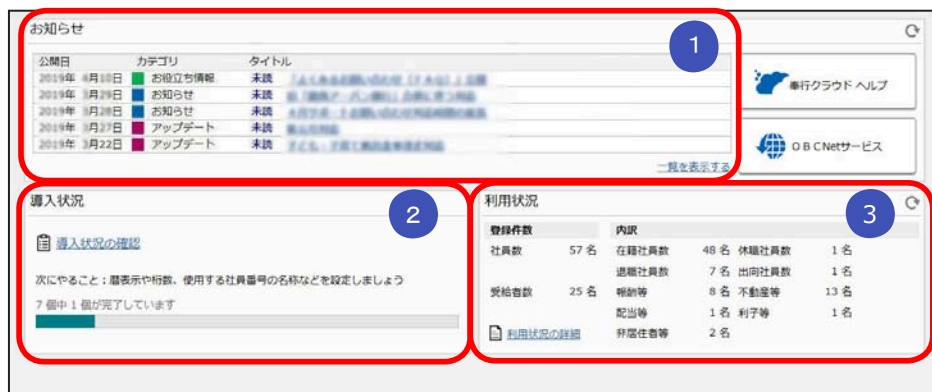 お知らせ
1
公開日 カテゴリ タイトル
2019年 4月10日 お役立ち情報 未読
2019年 3月29日 お知らせ 未読
2019年 3月28日 お知らせ 未読
2019年 3月27日 アップデート 未読
2019年 3月22日 アップデート 未読
一覧を表示する
奉行クラウド ヘルプ
OBCNetサービス
導入状況
2
導入状況の確認
次にやること：暦表示や桁数、使用する社員番号の名称などを設定しましょう
7 個中 1 個が完了しています
利用状況
3
登録件数 内訳
社員数 57 名 在籍社員数 48 名 休職社員数 1 名
退職社員数 7 名 出向社員数 1 名
受給者数 25 名 報酬等 8 名 不動産等 13 名
配当等 1 名 利子等 1 名
利用状況の詳細 非居住者等 2 名